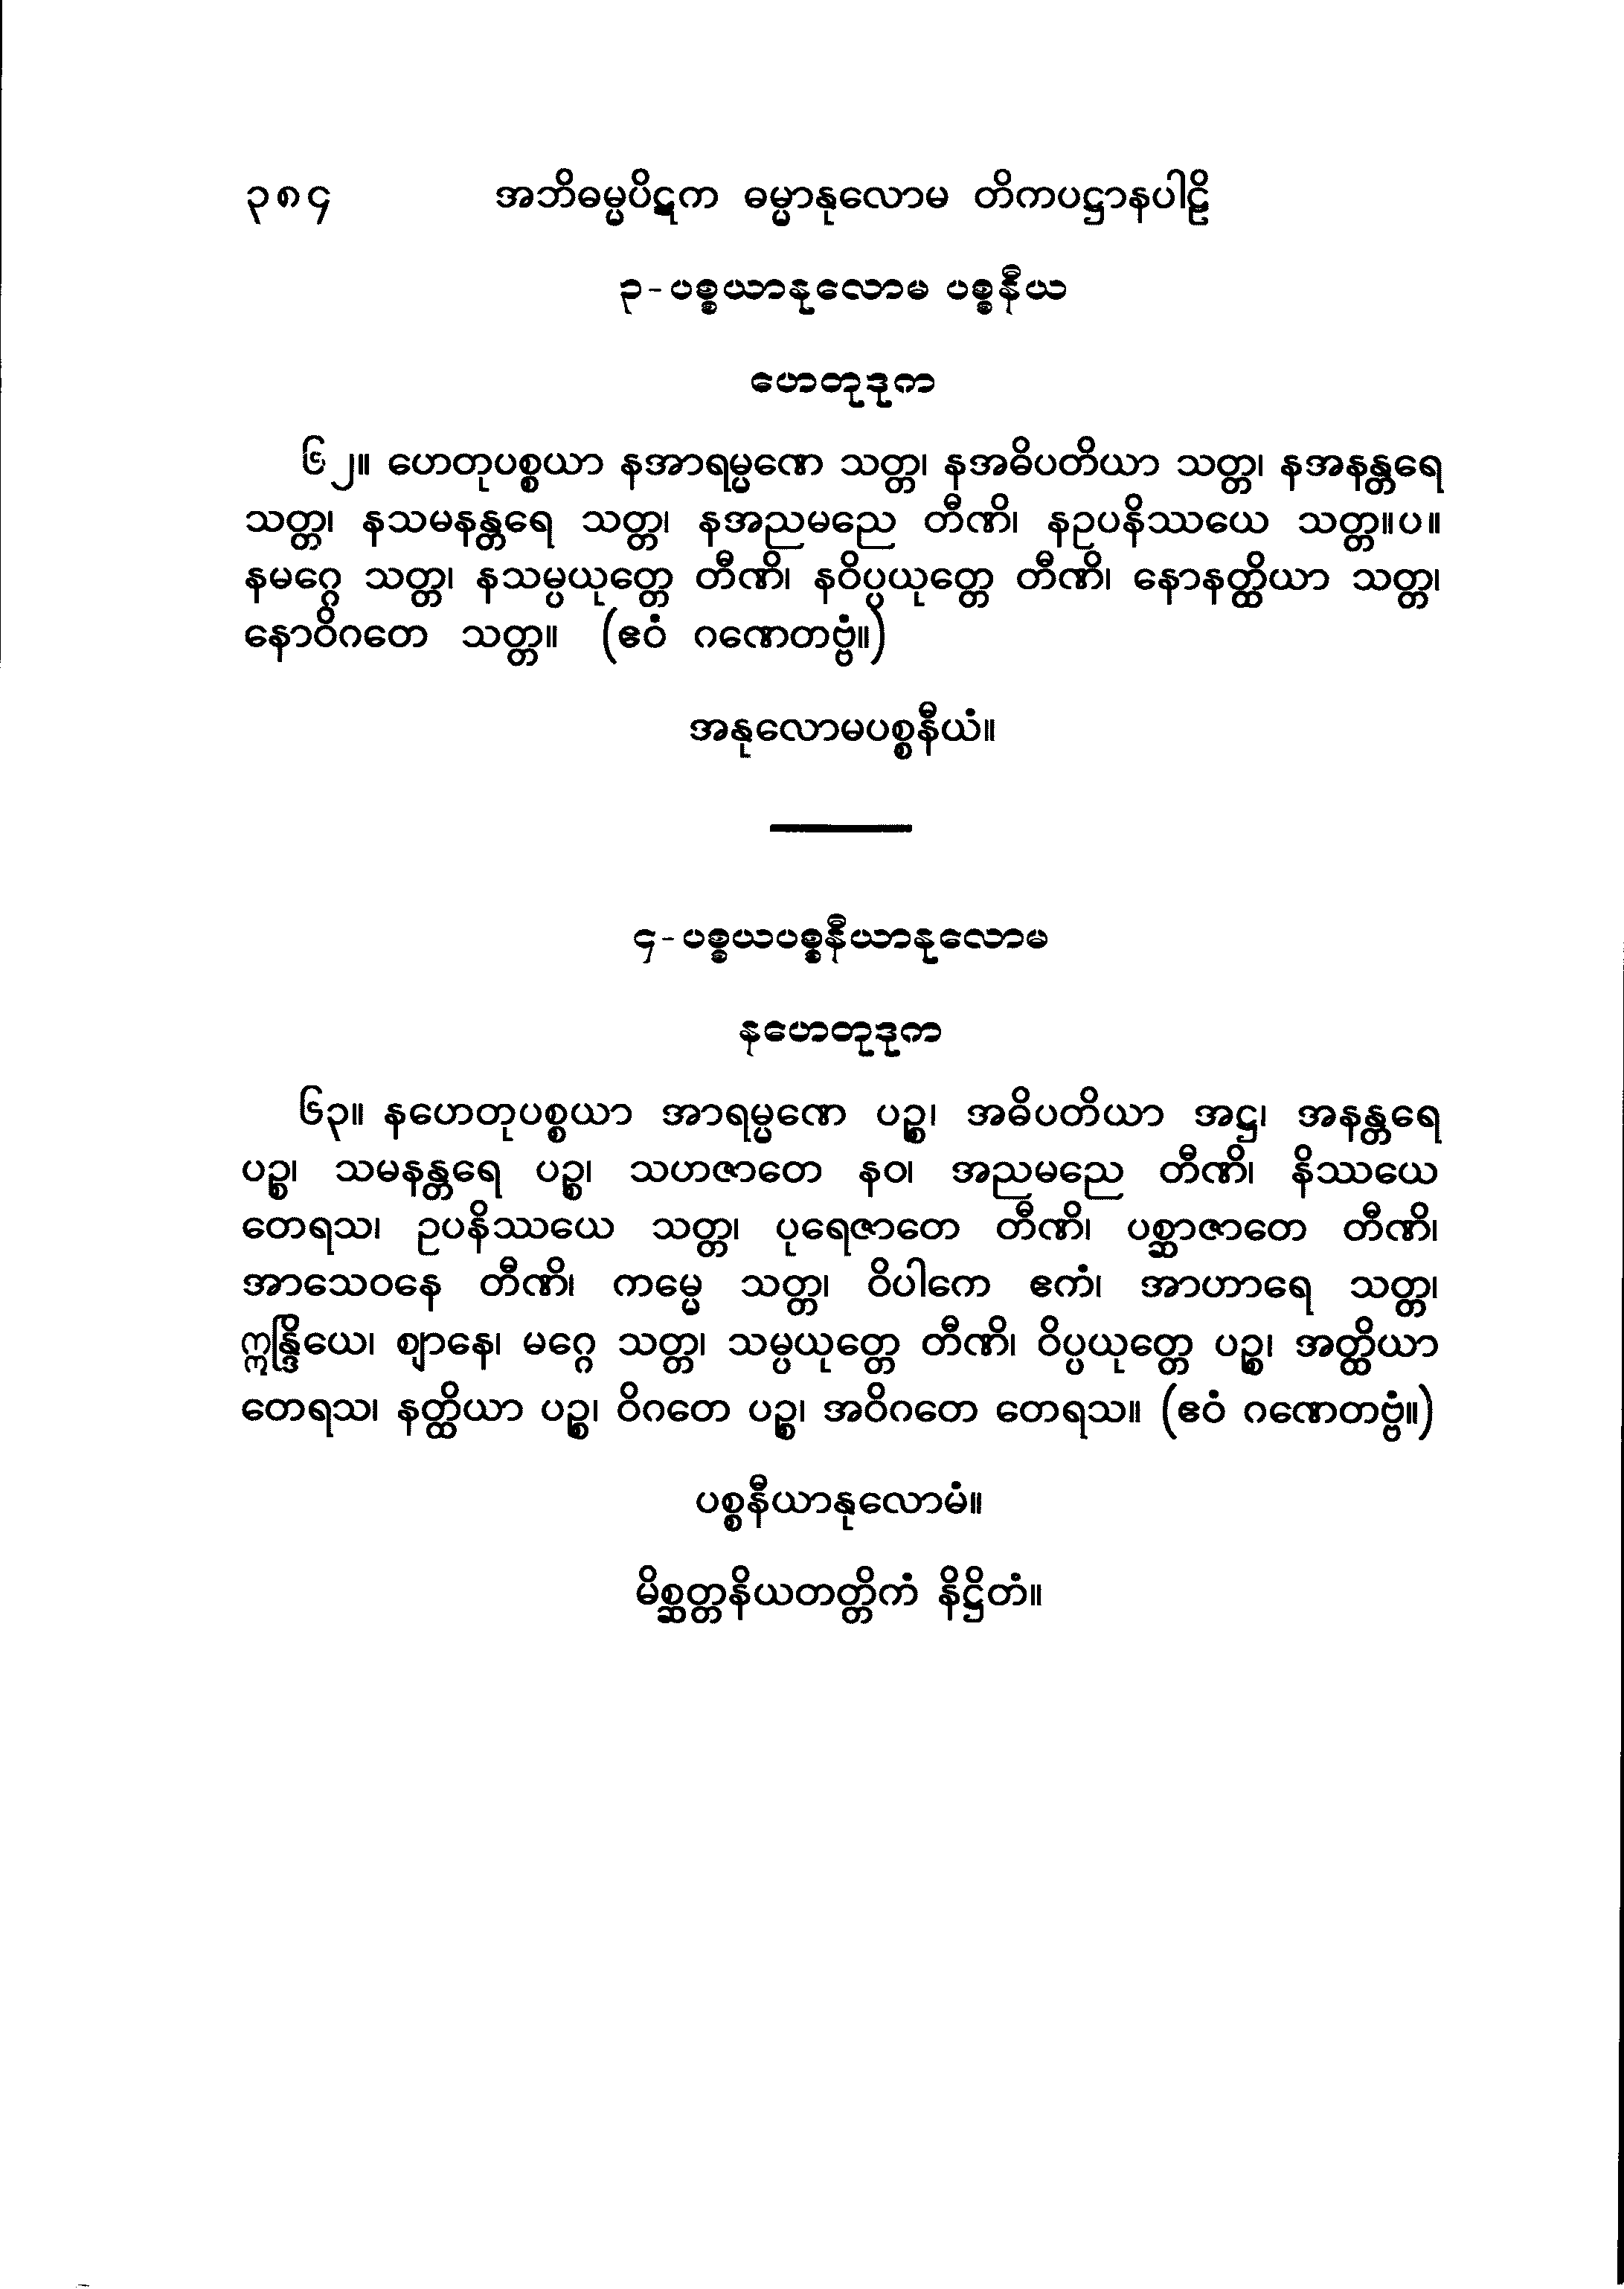 ၃၈၄ အဘိဓမ္မပိဋက ဓမ္မာနုလောမ တိကပဋ္ဌာနပါဠိ
၃-ပစ္စယာနုလောမ ပစ္စနီယ
ဟေတုဒုက
၆၂။ ဟေတုပစ္စယာ နအာရမ္မဏေ သတ္တ၊ နအဓိပတိယာ သတ္တ၊ နအနန္တရေ
သတ္တ၊ နသမနန္တရေ သတ္တ၊ နအညမညေ တီဏိ၊ နဥပနိဿယေ သတ္တ။ပ။
နမဂ္ဂေ သတ္တ၊ နသမ္ပယုတ္တေ တီဏိ၊ နဝိပ္ပယုတ္တေ တီဏိ၊ နောနတ္ထိယာ သတ္တ၊
နောဝိဂတေ သတ္တ။ (ဧဝံ ဂဏေတဗ္ဗံ။)
အနုလောမပစ္စနီယံ။
၄-ပစ္စယပစ္စနီယာနုလောမ
နဟေတုဒုက
၆၃။ နဟေတုပစ္စယာ အာရမ္မဏေ ပဉ္စ၊ အဓိပတိယာ အဋ္ဌ၊ အနန္တရေ
ပဉ္စ၊ သမနန္တရေ ပဉ္စ၊ သဟဇာတေ နဝ၊ အညမညေ တီဏိ၊ နိဿယေ
တေရသ၊ ဥပနိဿယေ သတ္တ၊ ပုရေဇာတေ တီဏိ၊ ပစ္ဆာဇာတေ တီဏိ၊
အာသေဝနေ တီဏိ၊ ကမ္မေ သတ္တ၊ ဝိပါကေ ဧကံ၊ အာဟာရေ သတ္တ၊
ဣန္ဒြိယေ၊ ဈာနေ၊ မဂ္ဂေ သတ္တ၊ သမ္ပယုတ္တေ တီဏိ၊ ဝိပ္ပယုတ္တေ ပဉ္စ၊ အတ္ထိယာ
တေရသ၊ နတ္ထိယာ ပဉ္စ၊ ဝိဂတေ ပဉ္စ၊ အဝိဂတေ တေရသ။ (ဧဝံ ဂဏေတဗ္ဗံ။)
ပစ္စနီယာနုလောမံ။
မိစ္ဆတ္တနိယတတ္တိကံ နိဋ္ဌိတံ။